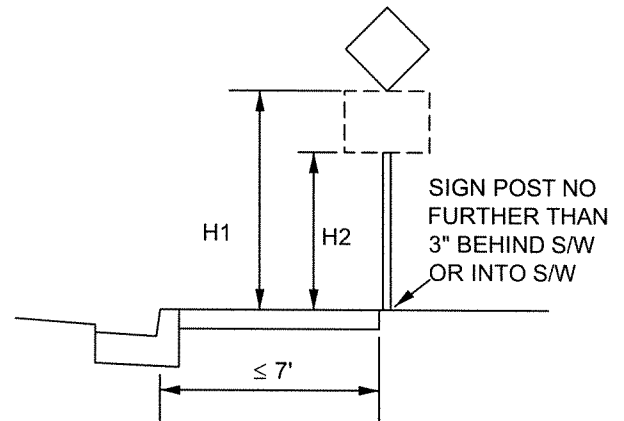 SIGN POST NO
FURTHER THAN
3" BEHIND S/W
OR INTO S/W
H1
H2
≤ 7'